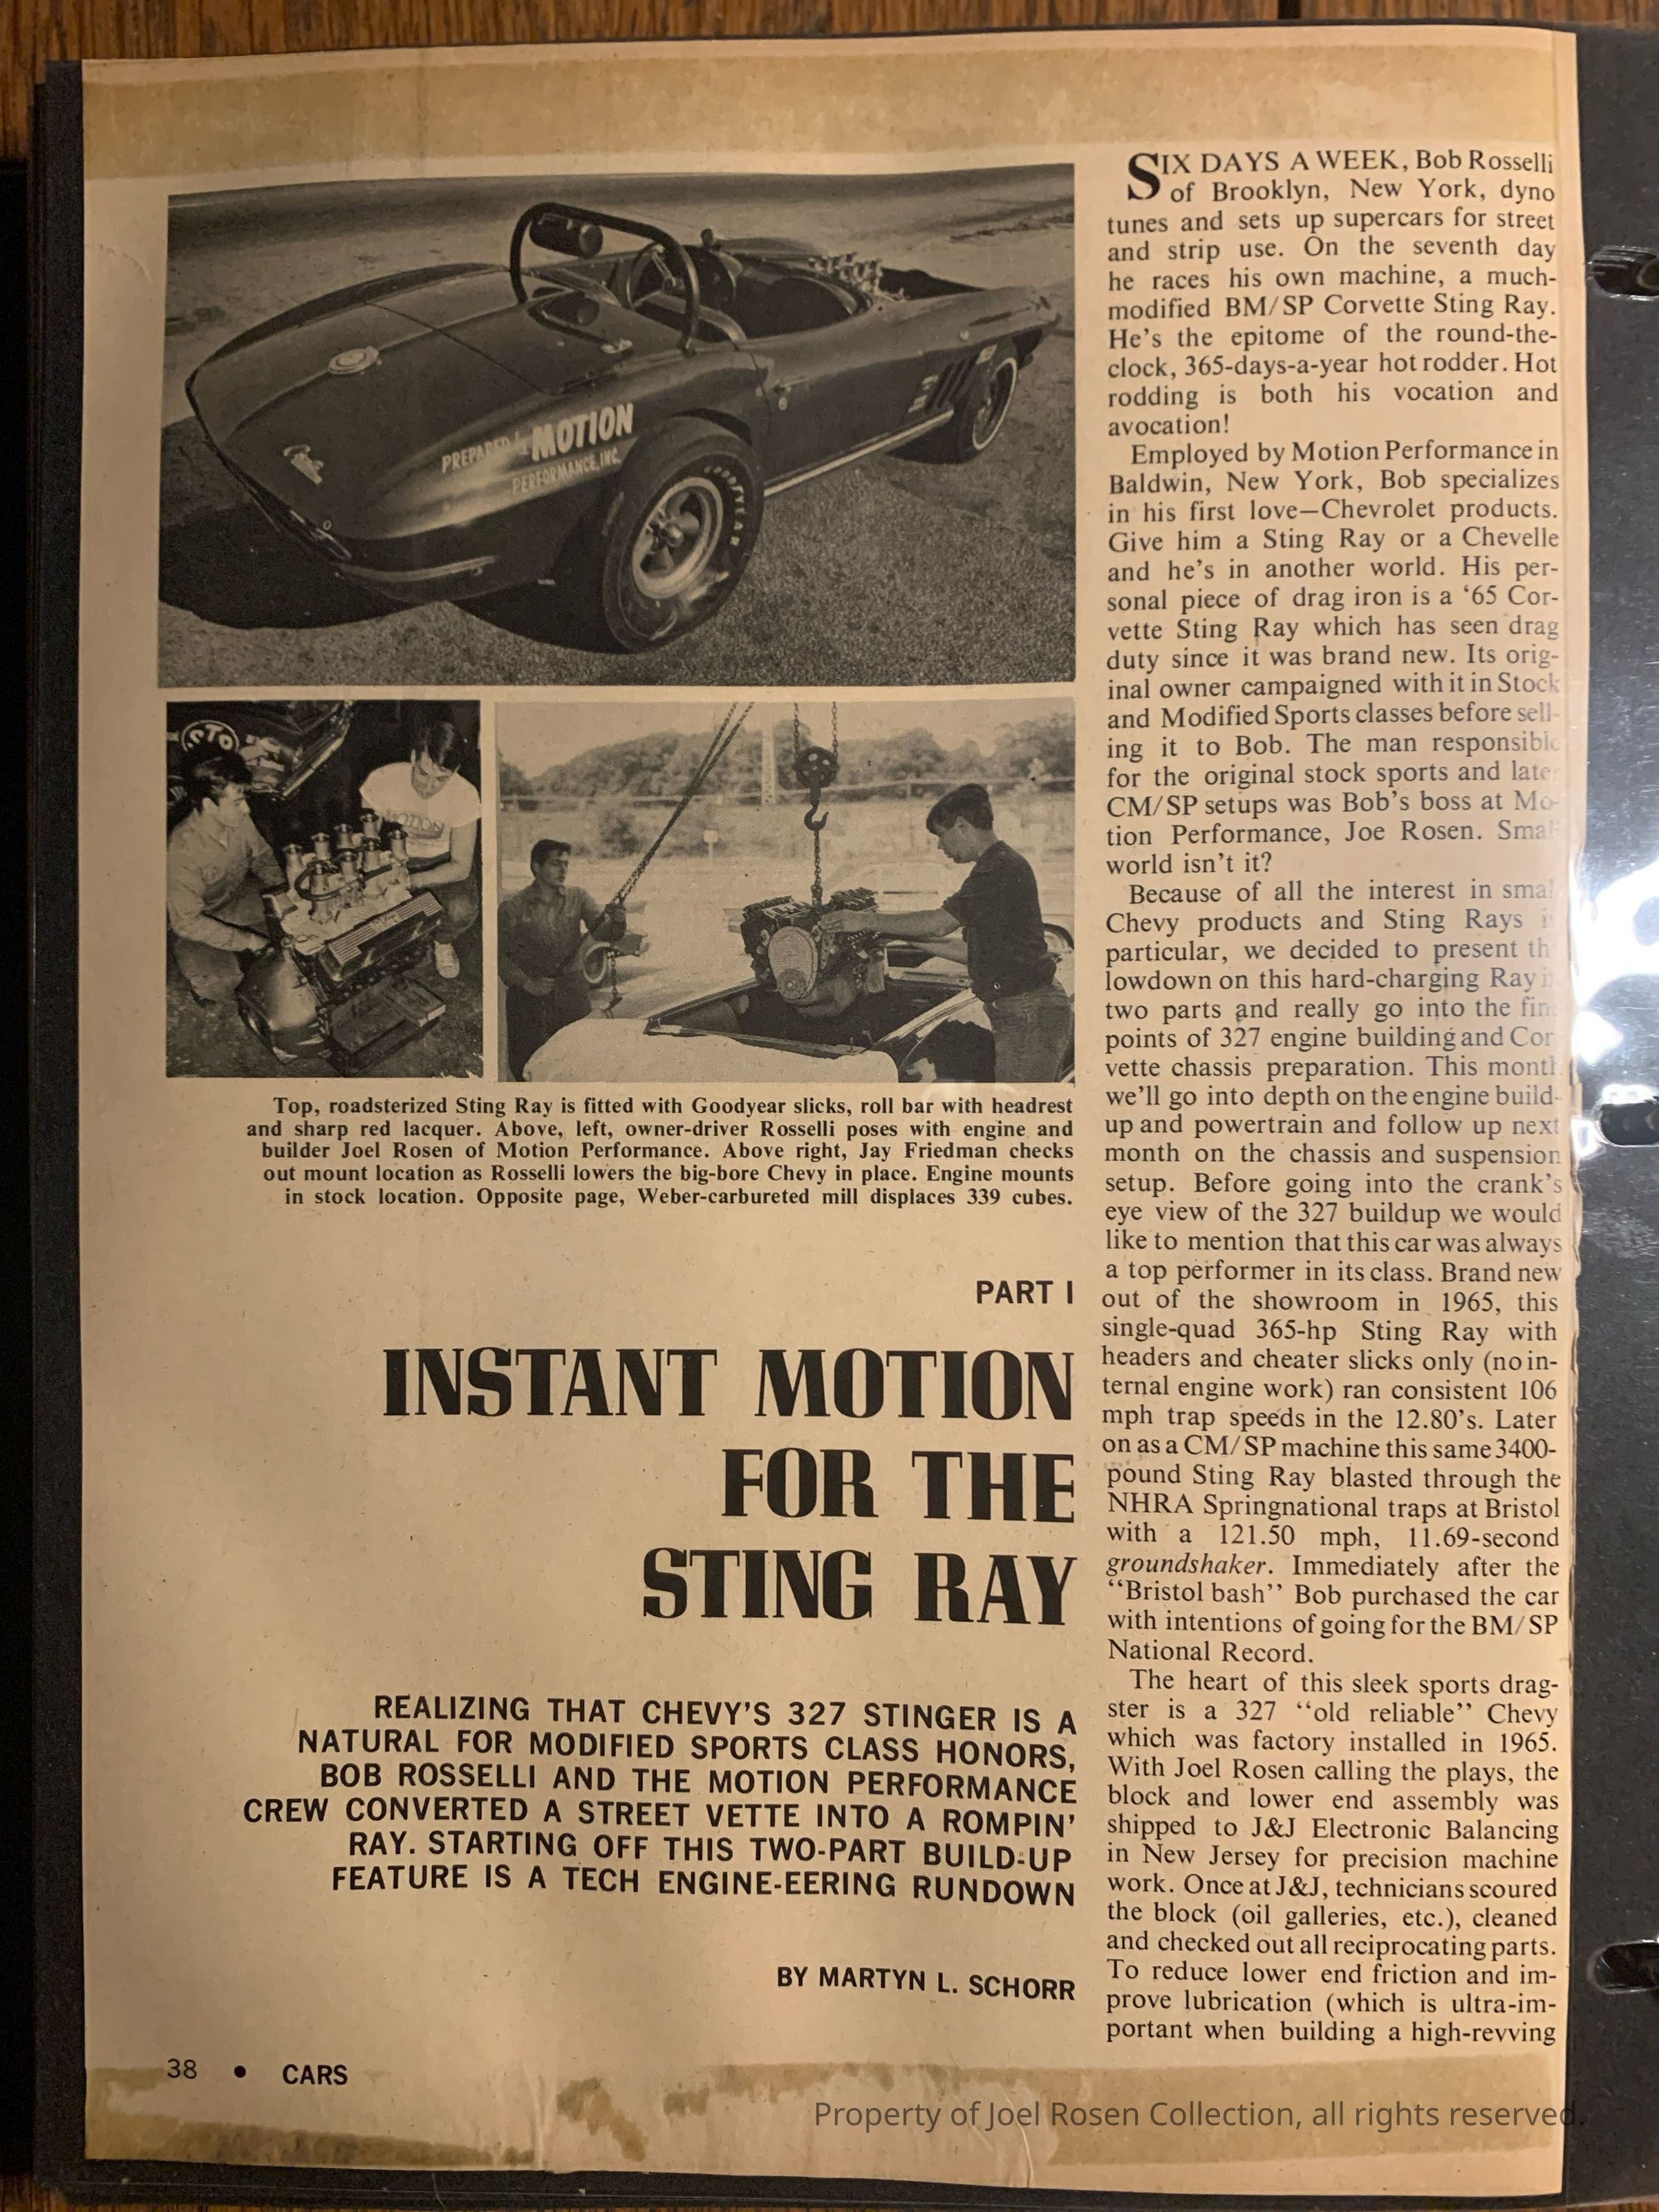 PREPARED by MOTION
PERFORMANCE, INC.
GOODYEAR
STP
MOTION
Top, roadsterized Sting Ray is fitted with Goodyear slicks, roll bar with headrest
and sharp red lacquer. Above, left, owner-driver Rosselli poses with engine and
builder Joel Rosen of Motion Performance. Above right, Jay Friedman checks
out mount location as Rosselli lowers the big-bore Chevy in place. Engine mounts
in stock location. Opposite page, Weber-carbureted mill displaces 339 cubes.
PART I
INSTANT MOTION
FOR THE
STING RAY
REALIZING THAT CHEVY'S 327 STINGER IS A
NATURAL FOR MODIFIED SPORTS CLASS HONORS,
BOB ROSSELLI AND THE MOTION PERFORMANCE
CREW CONVERTED A STREET VETTE INTO A ROMPIN'
RAY. STARTING OFF THIS TWO-PART BUILD-UP
FEATURE IS A TECH ENGINE-EERING RUNDOWN
BY MARTYN L. SCHORR
SIX DAYS A WEEK, Bob Rosselli
of Brooklyn, New York, dyno
tunes and sets up supercars for street
and strip use. On the seventh day
he races his own machine, a much-
modified BM/SP Corvette Sting Ray.
He's the epitome of the round-the-
clock, 365-days-a-year hot rodder. Hot
rodding is both his vocation and
avocation!
Employed by Motion Performance in
Baldwin, New York, Bob specializes
in his first love—Chevrolet products.
Give him a Sting Ray or a Chevelle
and he's in another world. His per-
sonal piece of drag iron is a '65 Cor-
vette Sting Ray which has seen drag
duty since it was brand new. Its orig-
inal owner campaigned with it in Stock
and Modified Sports classes before sell-
ing it to Bob. The man responsible
for the original stock sports and later
CM/SP setups was Bob's boss at Mo-
tion Performance, Joe Rosen. Small
world isn't it?
Because of all the interest in small
Chevy products and Sting Rays in
particular, we decided to present the
lowdown on this hard-charging Ray in
two parts and really go into the fine
points of 327 engine building and Cor-
vette chassis preparation. This month
we'll go into depth on the engine build-
up and powertrain and follow up next
month on the chassis and suspension
setup. Before going into the crank's
eye view of the 327 buildup we would
like to mention that this car was always
a top performer in its class. Brand new
out of the showroom in 1965, this
single-quad 365-hp Sting Ray with
headers and cheater slicks only (no in-
ternal engine work) ran consistent 106
mph trap speeds in the 12.80's. Later
on as a CM/SP machine this same 3400-
pound Sting Ray blasted through the
NHRA Springnational traps at Bristol
with a 121.50 mph, 11.69-second
groundshaker. Immediately after the
"Bristol bash" Bob purchased the car
with intentions of going for the BM/SP
National Record.
The heart of this sleek sports drag-
ster is a 327 "old reliable" Chevy
which was factory installed in 1965.
With Joel Rosen calling the plays, the
block and lower end assembly was
shipped to J&J Electronic Balancing
in New Jersey for precision machine
work. Once at J&J, technicians scoured
the block (oil galleries, etc.), cleaned
and checked out all reciprocating parts.
To reduce lower end friction and im-
prove lubrication (which is ultra-im-
portant when building a high-revving
38 • CARS
Property of Joel Rosen Collection, all rights reserved.